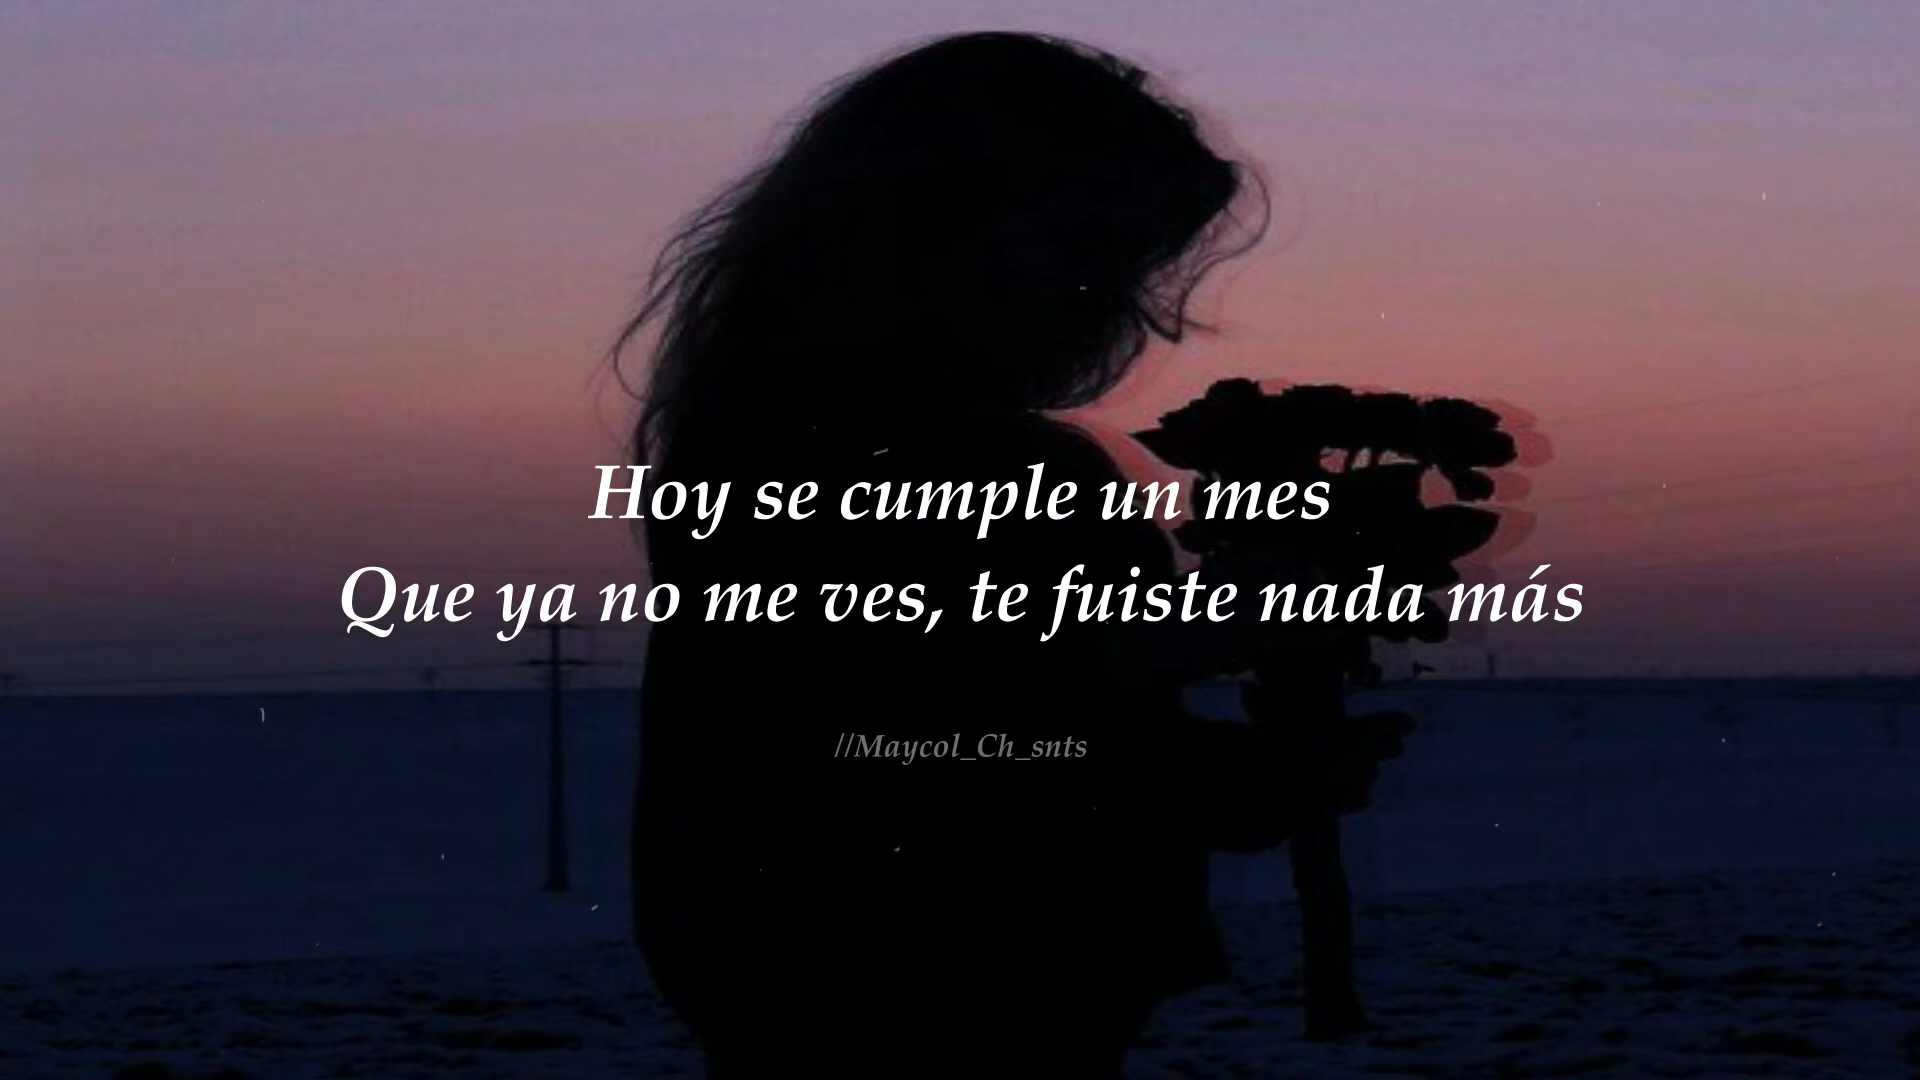 Hoy se cumple un mes
Que ya no me ves, te fuiste nada más
//Maycol_Ch_snts